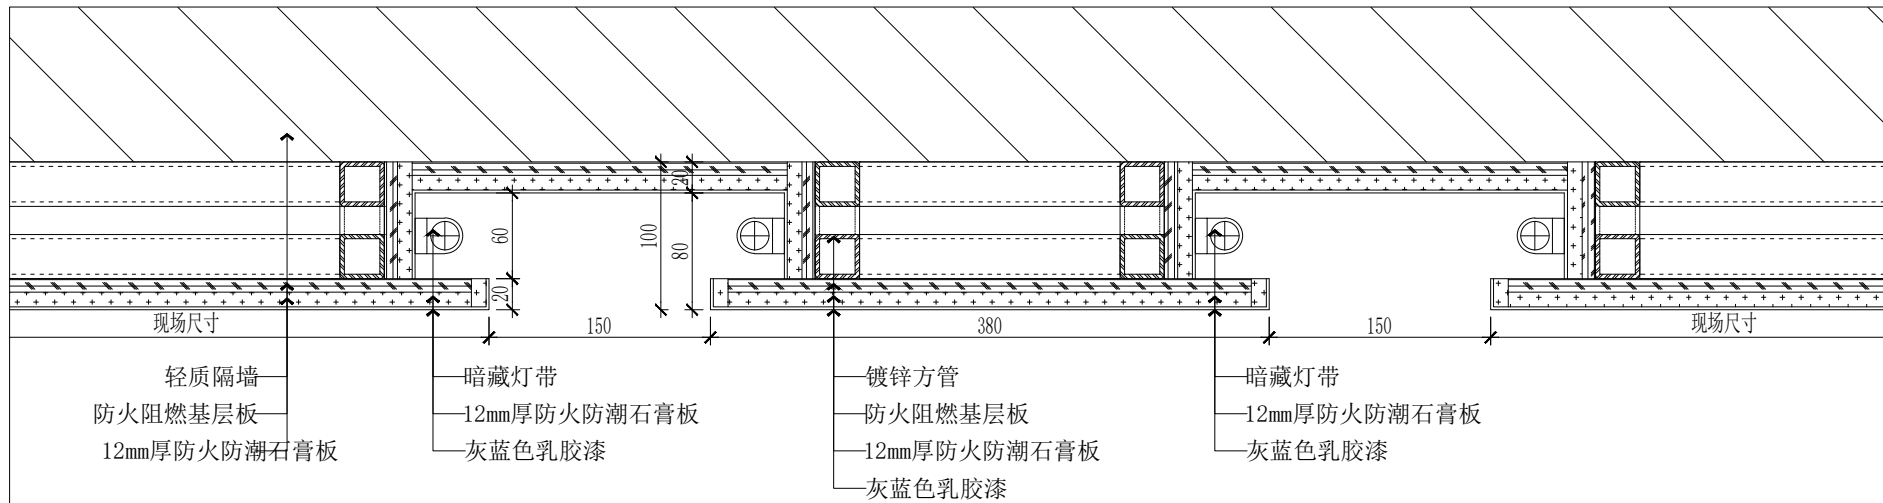 20
60
100
80
20
现场尺寸
150
380
150
现场尺寸
轻质隔墙
防火阻燃基层板
12mm厚防火防潮石膏板
暗藏灯带
12mm厚防火防潮石膏板
灰蓝色乳胶漆
镀锌方管
防火阻燃基层板
12mm厚防火防潮石膏板
灰蓝色乳胶漆
暗藏灯带
12mm厚防火防潮石膏板
灰蓝色乳胶漆